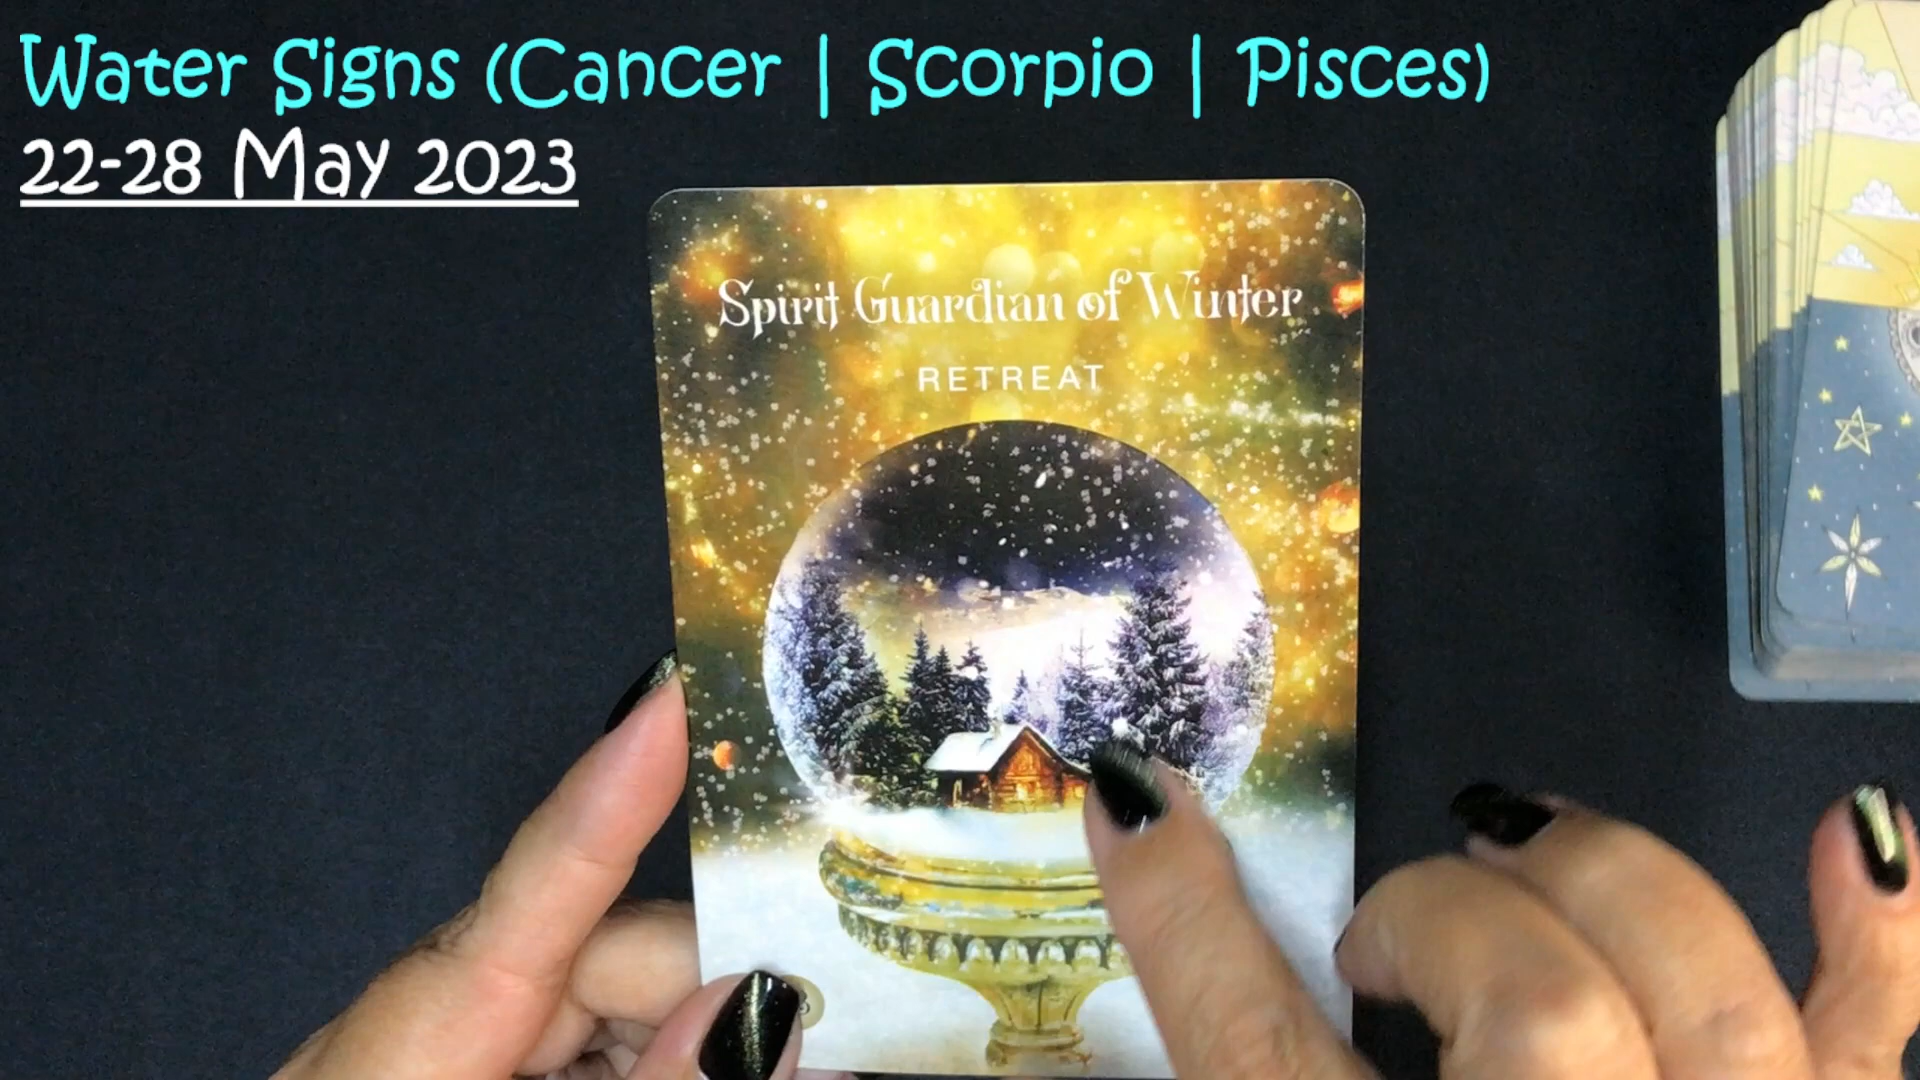 Water Signs (Cancer | Scorpio | Pisces)
22-28 May 2023
Spirit Guardian of Winter
RETREAT